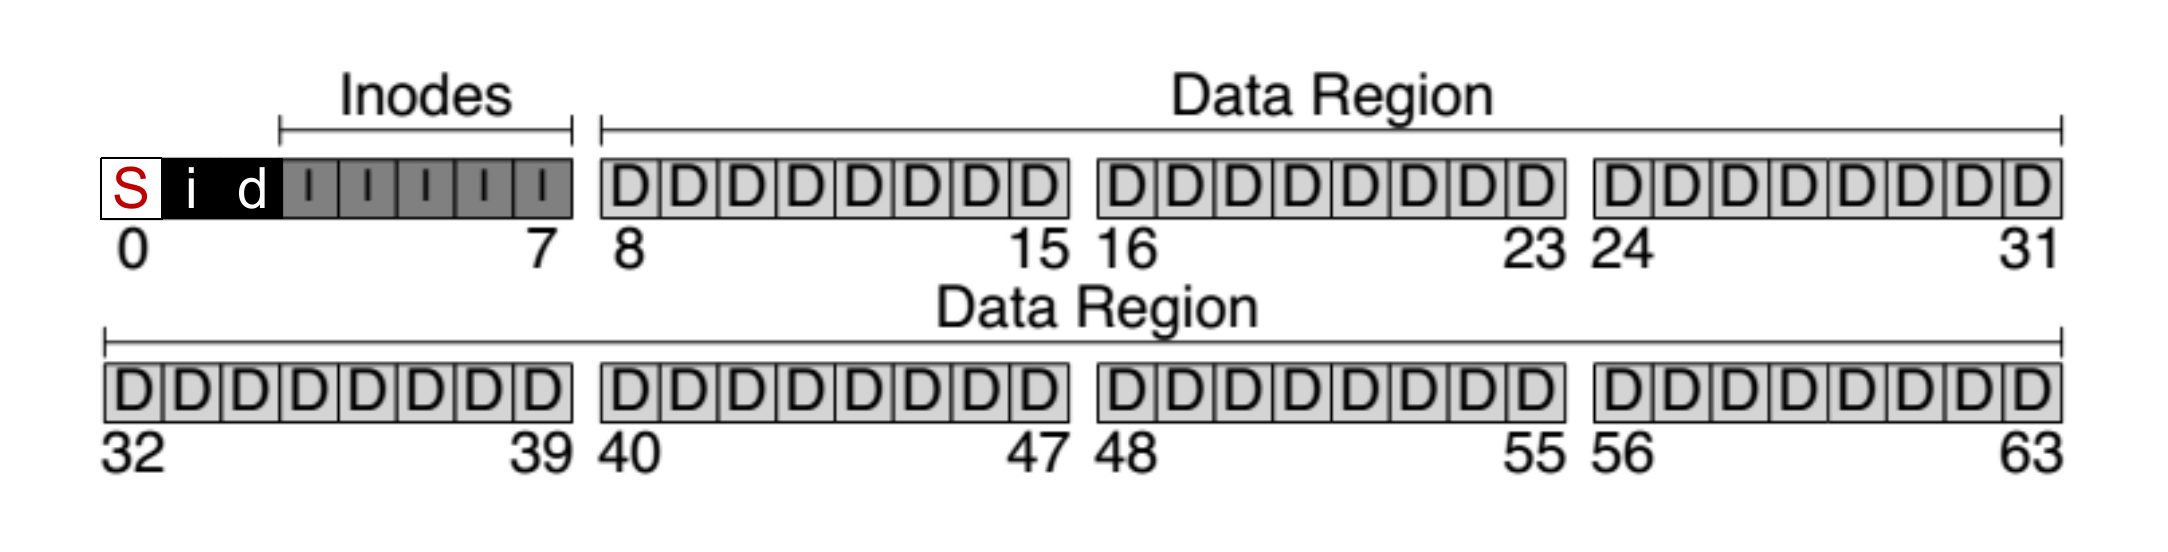 Inodes Data Region
S i d I I I I I D D D D D D D D D D D D D D D D D D D D D D D D
0 7 8 15 16 23 24 31
Data Region
D D D D D D D D D D D D D D D D D D D D D D D D D D D D D D D D
32 39 40 47 48 55 56 63